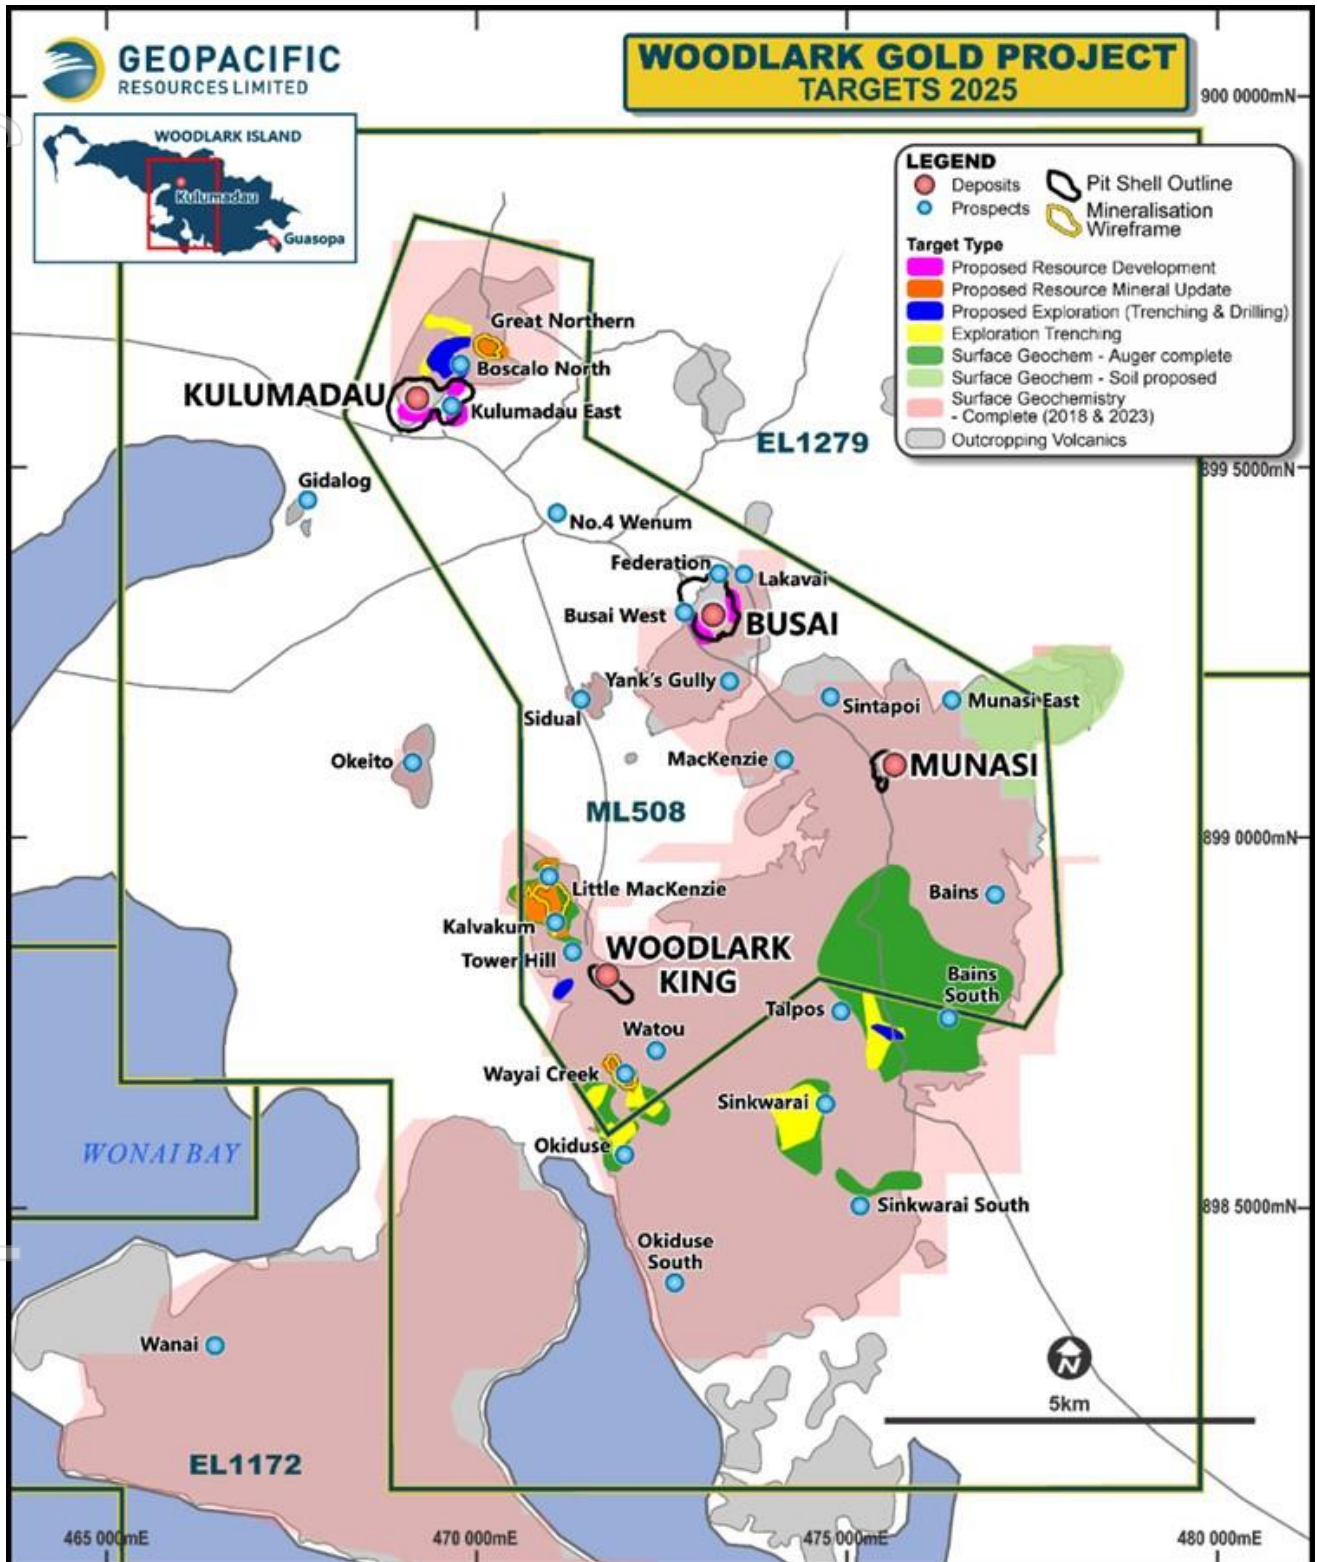 GEOPACIFIC
RESOURCES LIMITED
WOODLARK GOLD PROJECT
TARGETS 2025
900 0000mN
WOODLARK ISLAND
Kulumadau
Guasopa
LEGEND
Deposits
Prospects
Pit Shell Outline
Mineralisation
Wireframe
Target Type
Proposed Resource Development
Proposed Resource Mineral Update
Proposed Exploration (Trenching & Drilling)
Exploration Trenching
Surface Geochem - Auger complete
Surface Geochem - Soil proposed
Surface Geochemistry
- Complete (2018 & 2023)
Outcropping Volcanics
Great Northern
Boscalo North
KULUMADAU
Kulumadau East
EL1279
899 5000mN
Gidalog
No.4 Wenum
Federation
Lakavai
Busai West
BUSAI
Yank's Gully
Sidual
Sintapoi
Munasi East
Okeito
MacKenzie
MUNASI
ML508
899 0000mN
Little MacKenzie
Bains
Kalvakum
Tower Hill
WOODLARK
KING
Bains
South
Talpos
Watou
Wayai Creek
Sinkwarai
Okiduse
WONAI BAY
Sinkwarai South
898 5000mN
Okiduse
South
Wanai
N
5km
EL1172
465 000mE
470 000mE
475 000mE
480 000mE